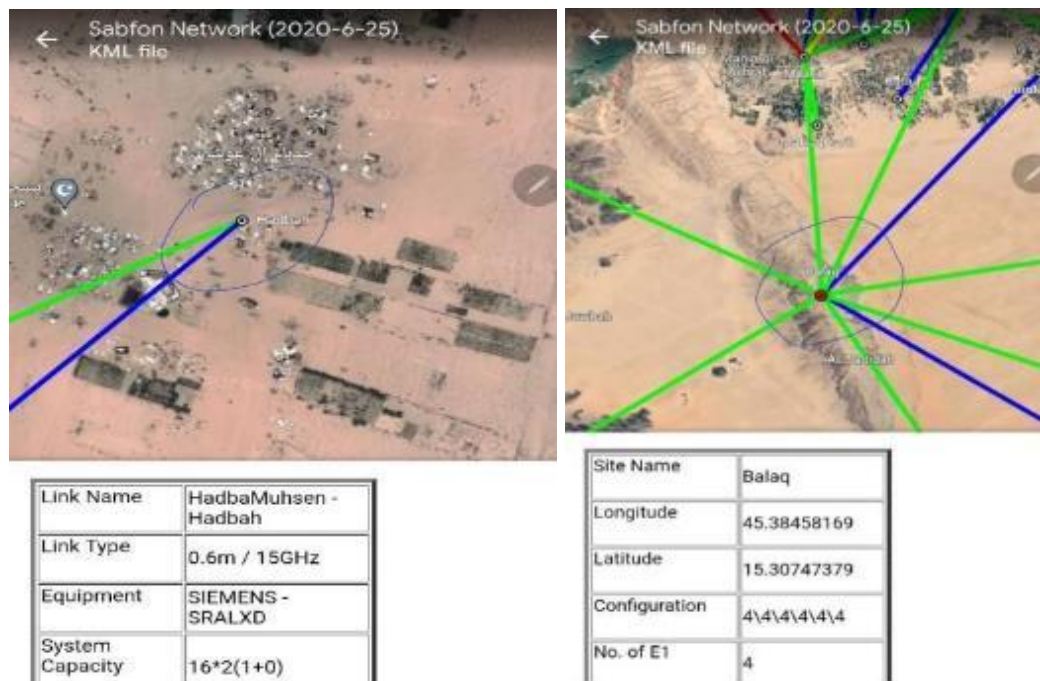 Sabfon Network (2020-6-25)
KML file
Hadbah
Link Name
HadbaMuhsen -
Hadbah
Link Type
0.6m / 15GHz
Equipment
SIEMENS -
SRALXD
System
Capacity
16*2(1+0)
Sabfon Network (2020-6-25)
KML file
Balaq
Site Name
Balaq
Longitude
45.38458169
Latitude
15.30747379
Configuration
4\4\4\4\4\4
No. of E1
4